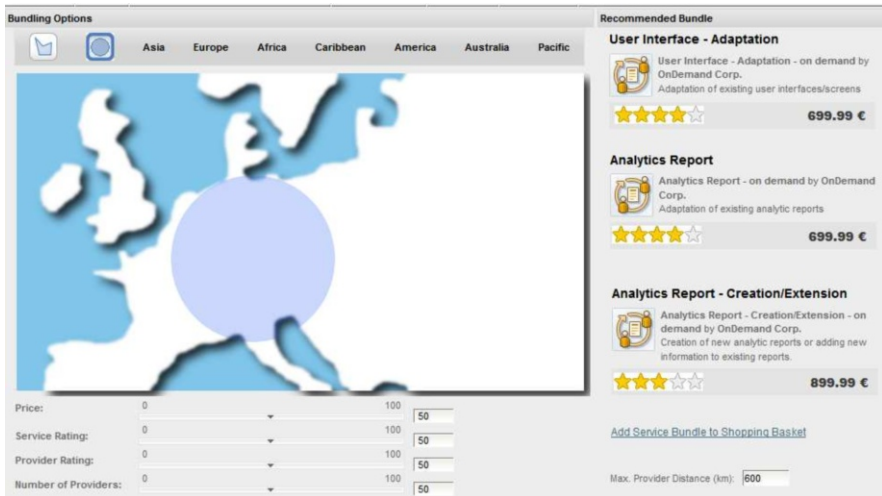 Bundling Options
Asia Europe Africa Caribbean America Australia Pacific
Price: 0 100 50
Service Rating: 0 100 50
Provider Rating: 0 100 50
Number of Providers: 0 100 50
Recommended Bundle
User Interface - Adaptation
User Interface - Adaptation - on demand by
OnDemand Corp.
Adaptation of existing user interfaces/screens
699.99 €
Analytics Report
Analytics Report - on demand by OnDemand
Corp.
Adaptation of existing analytic reports
699.99 €
Analytics Report - Creation/Extension
Analytics Report - Creation/Extension - on
demand by OnDemand Corp.
Creation of new analytic reports or adding new
information to existing reports.
899.99 €
Add Service Bundle to Shopping Basket
Max. Provider Distance (km): 600